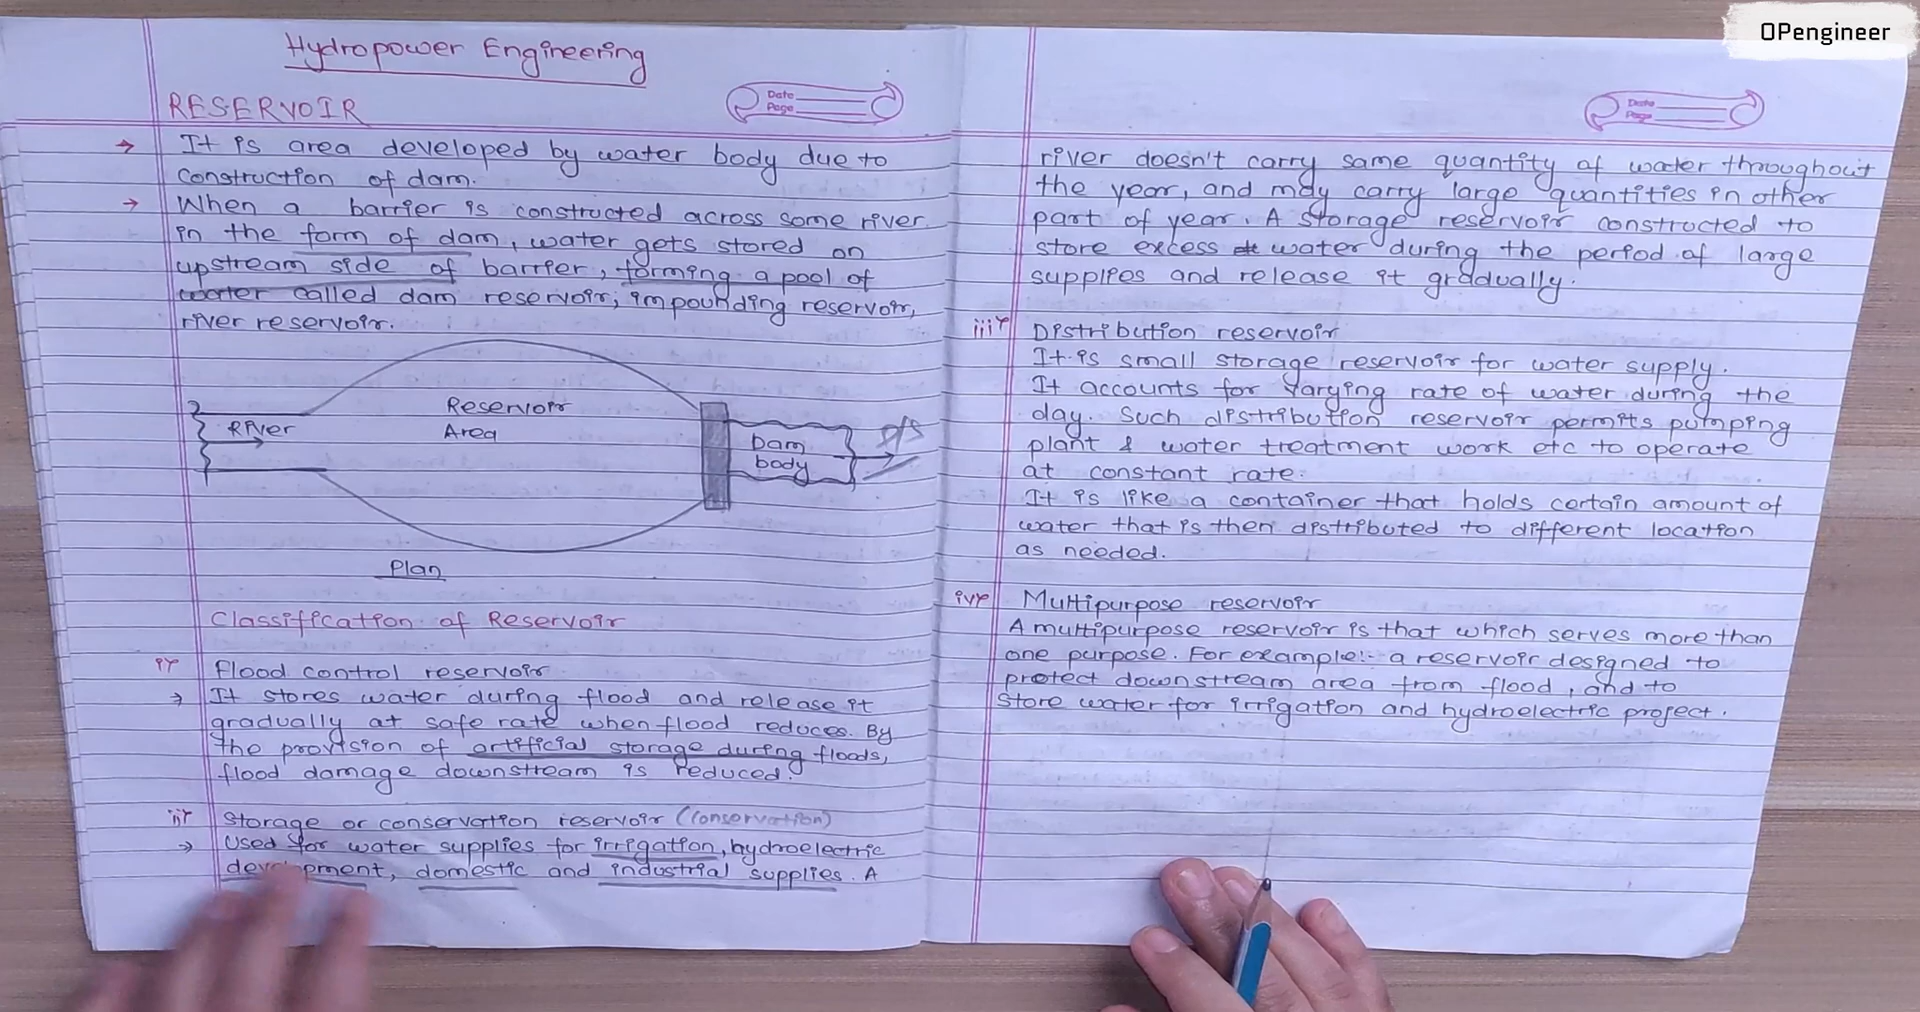 OPengineer
Hydropower Engineering
RESERVOIR
Date
Page
→ It is area developed by water body due to
construction of dam.
→ When a barrier is constructed across some river
in the form of dam, water gets stored on
upstream side of barrier, forming a pool of
water called dam reservoir, impounding reservoir,
river reservoir.
River
Reservoir
Area
Dam
body
D/S
Plan
Classification of Reservoir
i) Flood control reservoir
→ It stores water during flood and release it
gradually at safe rate when flood reduces. By
the provision of artificial storage during floods,
flood damage downstream is reduced.
ii) Storage or conservation reservoir (Conservation)
→ Used for water supplies for irrigation, hydroelectric
development, domestic and industrial supplies. A
Date
Page
river doesn't carry same quantity of water throughout
the year, and may carry large quantities in other
part of year. A storage reservoir constructed to
store excess water during the period of large
supplies and release it gradually.
iii) Distribution reservoir
It is small storage reservoir for water supply.
It accounts for varying rate of water during the
day. Such distribution reservoir permits pumping
plant & water treatment work etc to operate
at constant rate.
It is like a container that holds certain amount of
water that is then distributed to different location
as needed.
iv) Multipurpose reservoir
A multipurpose reservoir is that which serves more than
one purpose. For example:- a reservoir designed to
protect downstream area from flood, and to
store water for irrigation and hydroelectric project.